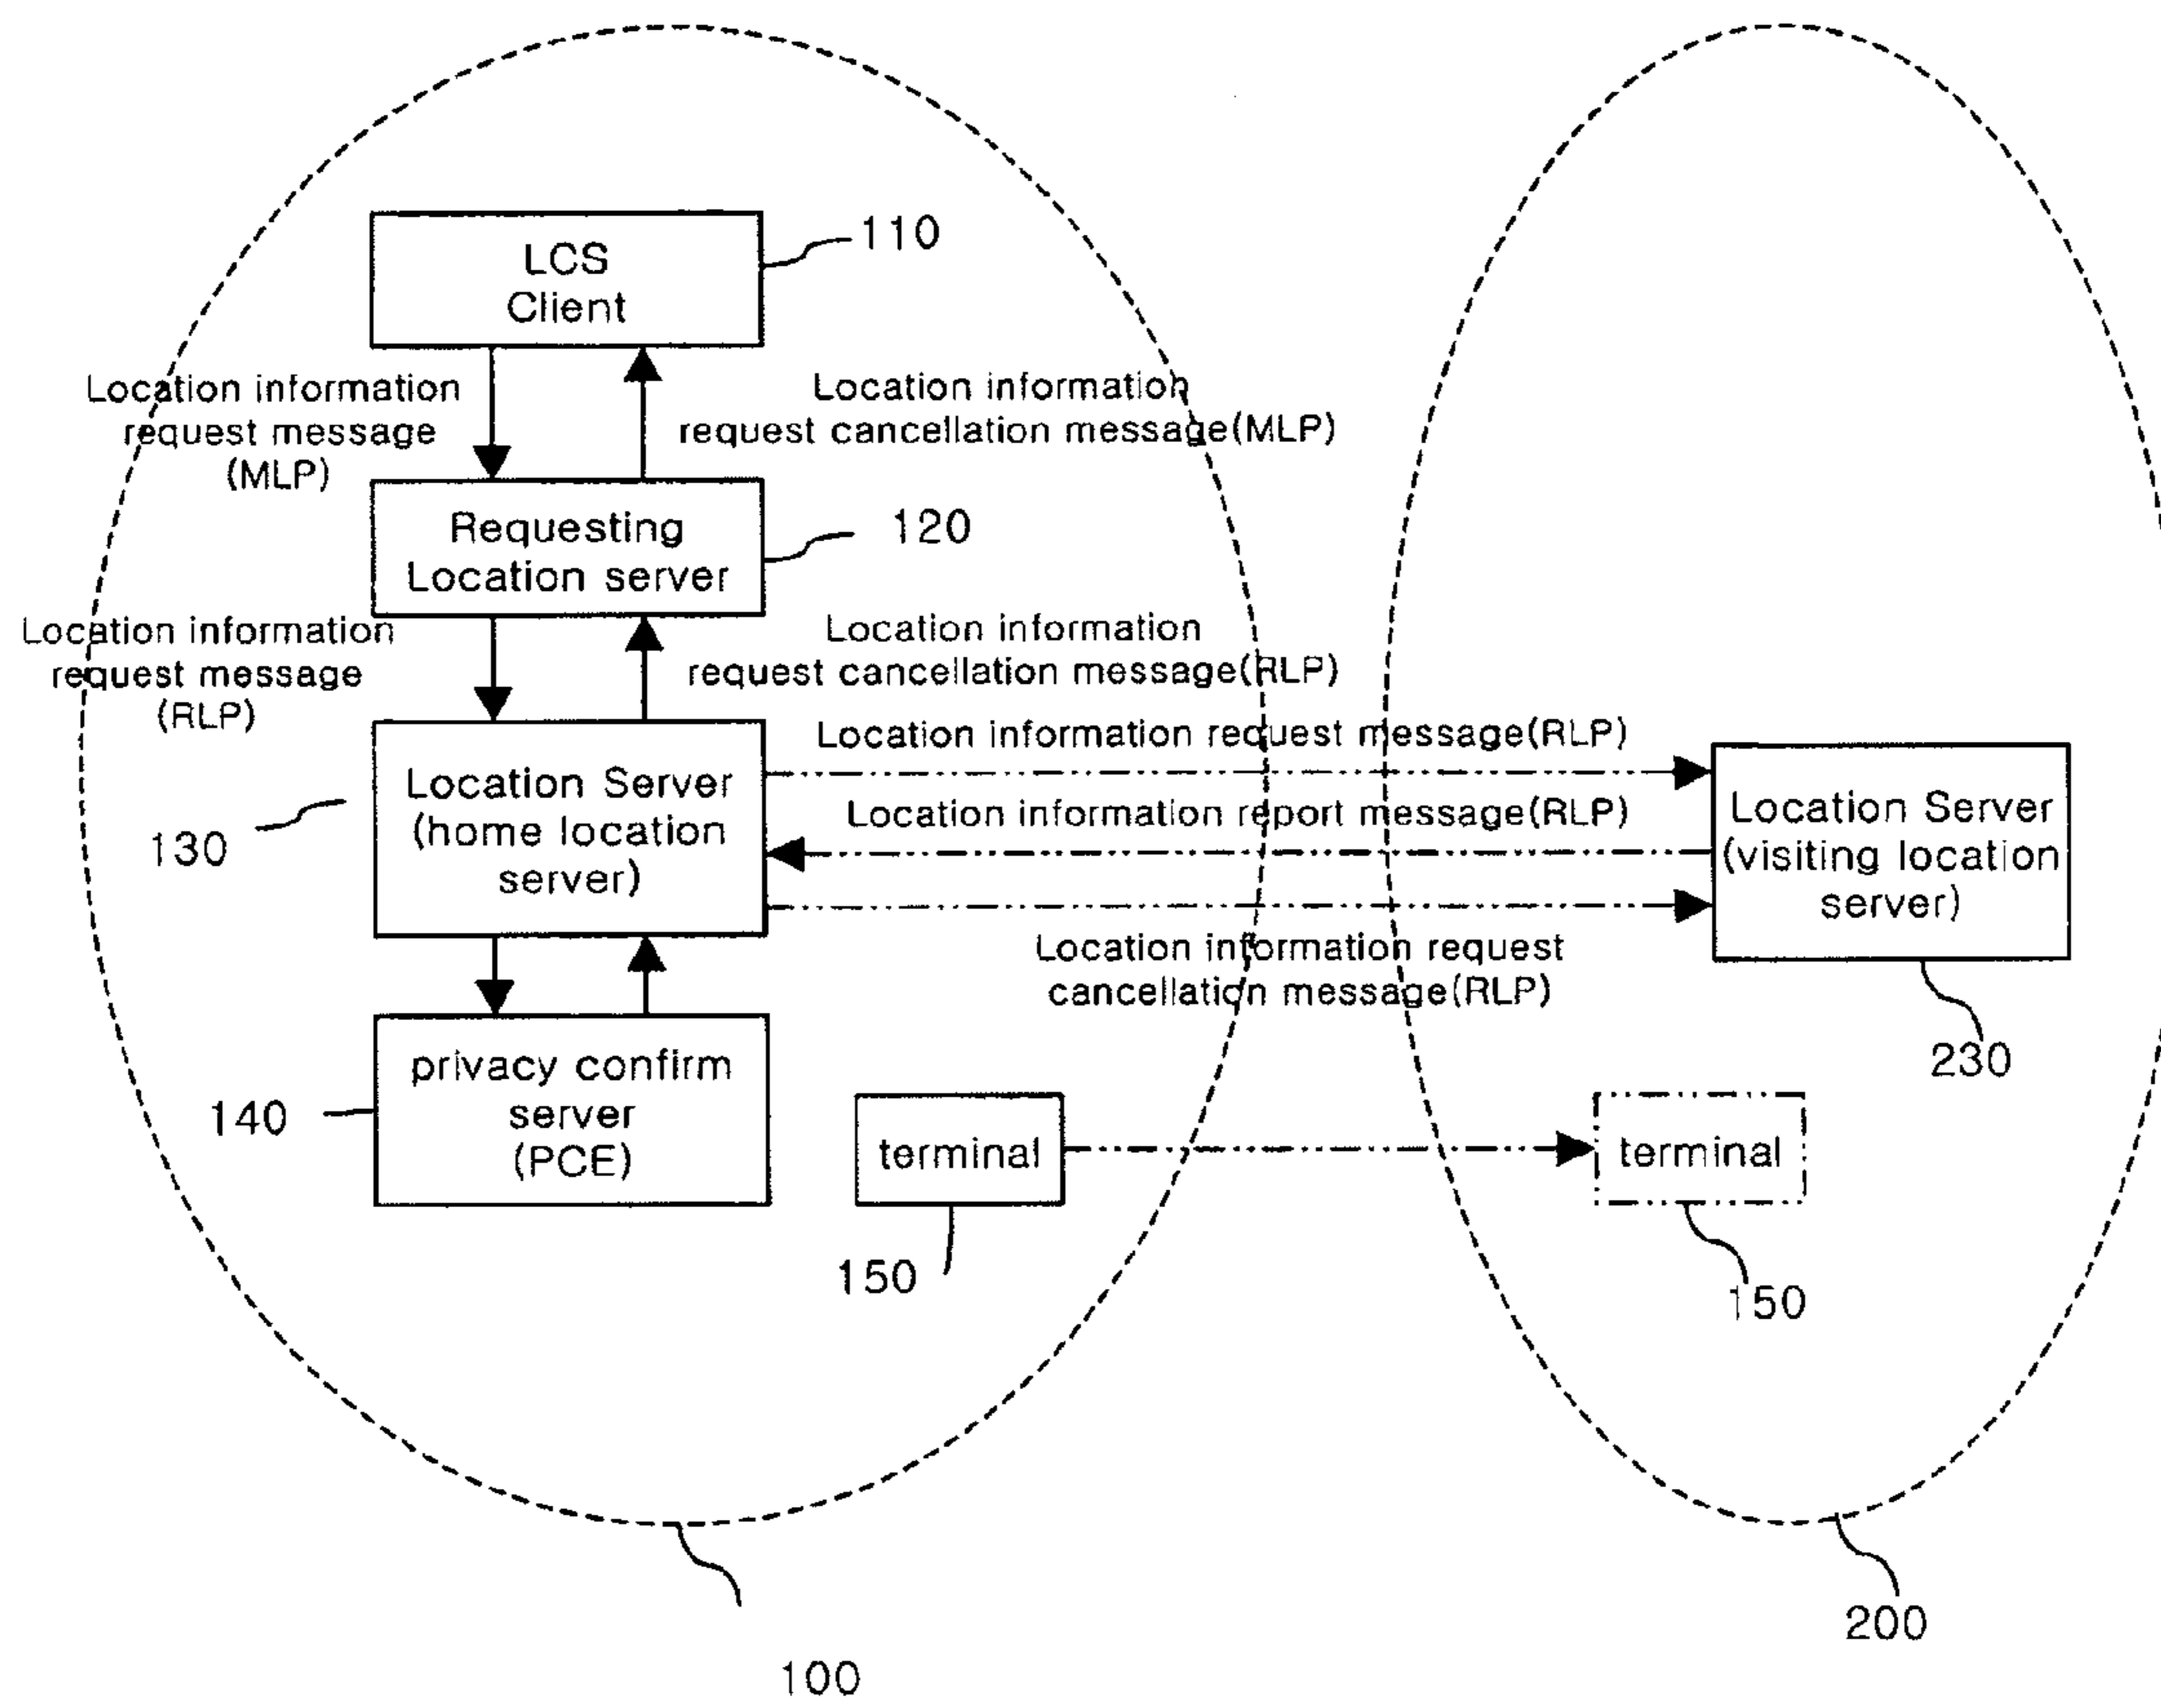 LCS
Client
110
Location information
request message
(MLP)
Location information
request cancellation message(MLP)
Requesting
Location server
120
Location information
request message
(RLP)
Location information
request cancellation message(RLP)
Location Server
(home location
server)
130
Location information request message(RLP)
Location information report message(RLP)
Location information request
cancellation message(RLP)
Location Server
(visiting location
server)
230
privacy confirm
server
(PCE)
140
terminal
150
terminal
150
100
200